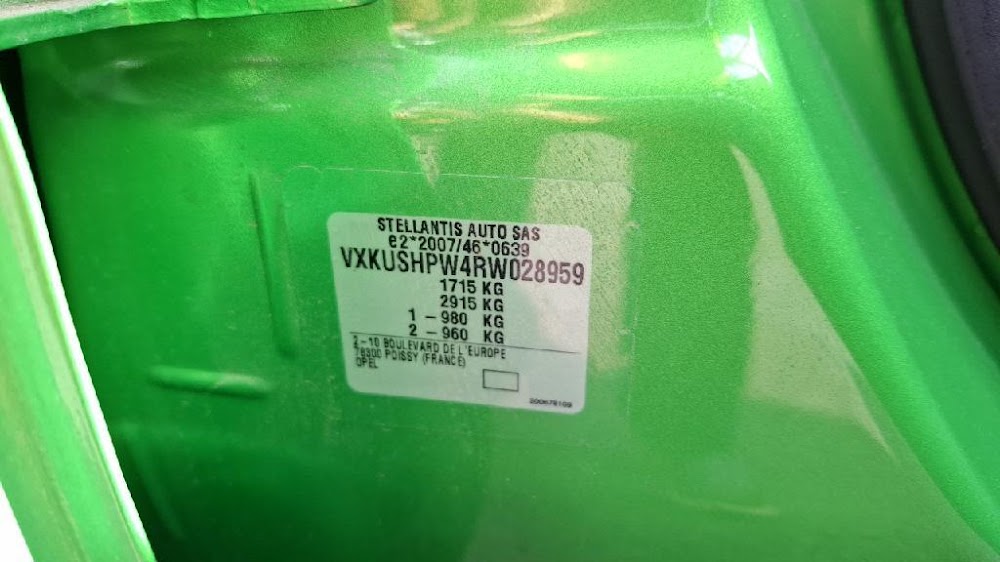 STELLANTIS AUTO SAS
e2*2007/46*0639
VXKUSHPW4RW028959
1715 KG
2915 KG
1 – 980 KG
2 – 960 KG
2–10 BOULEVARD DE L'EUROPE
78300 POISSY (FRANCE)
OPEL